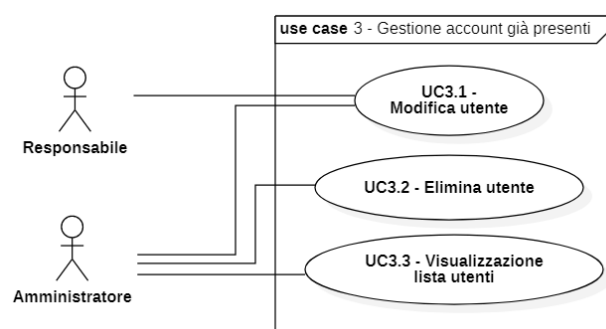 use case 3 - Gestione account già presenti
UC3.1 -
Modifica utente
Responsabile
UC3.2 - Elimina utente
UC3.3 - Visualizzazione
lista utenti
Amministratore